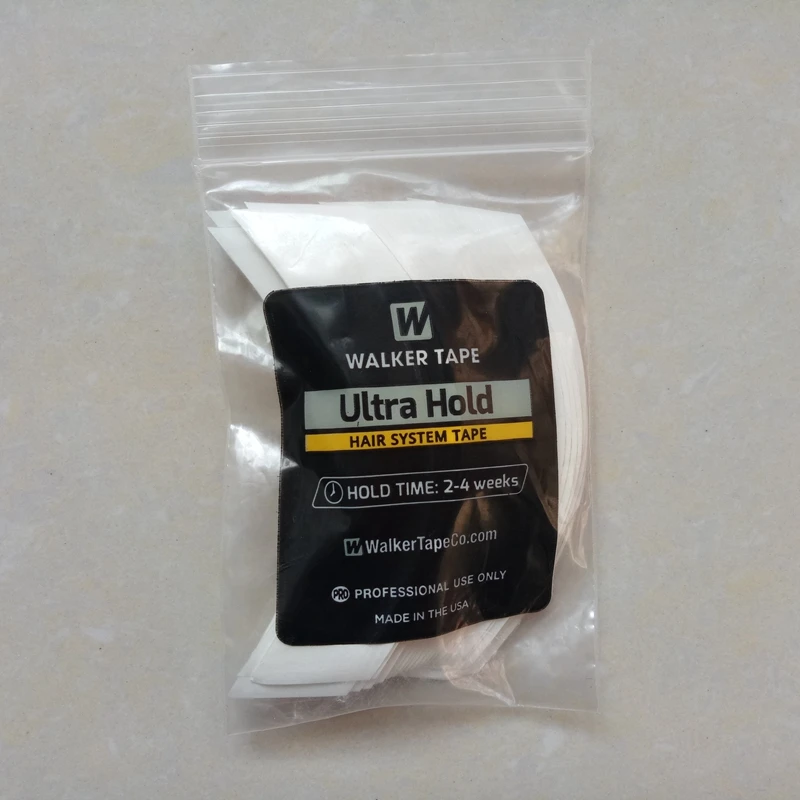 W
WALKER TAPE
Ultra Hold
HAIR SYSTEM TAPE
HOLD TIME: 2-4 weeks
W WalkerTapeCo.com
PRO PROFESSIONAL USE ONLY
MADE IN THE USA